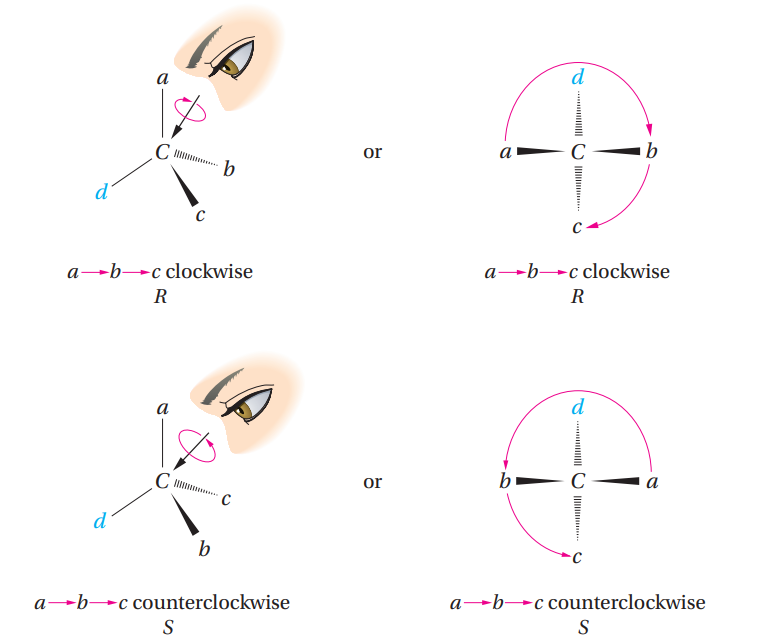 a
d
C
b
c
or
d
a C b
c
a→b→c clockwise
R
a→b→c clockwise
R
a
d
C
c
b
or
d
b C a
c
a→b→c counterclockwise
S
a→b→c counterclockwise
S